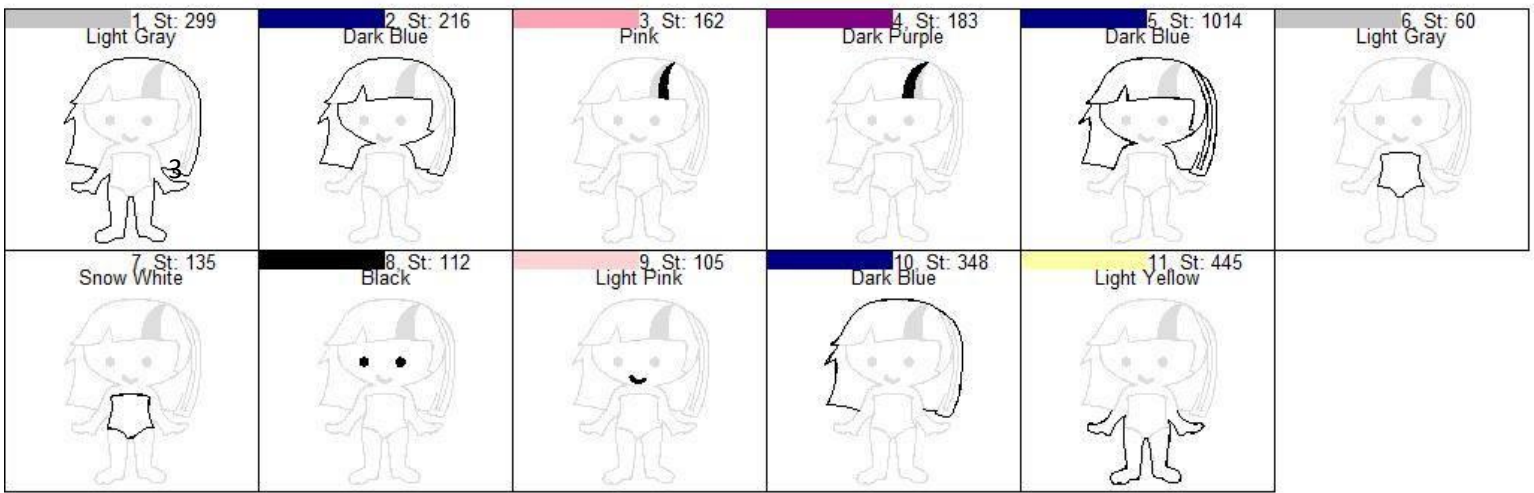 1. St: 299
Light Gray
3
2. St: 216
Dark Blue
3. St: 162
Pink
4. St: 183
Dark Purple
5. St: 1014
Dark Blue
6. St: 60
Light Gray
7. St: 135
Snow White
8. St: 112
Black
9. St: 105
Light Pink
10. St: 348
Dark Blue
11. St: 445
Light Yellow